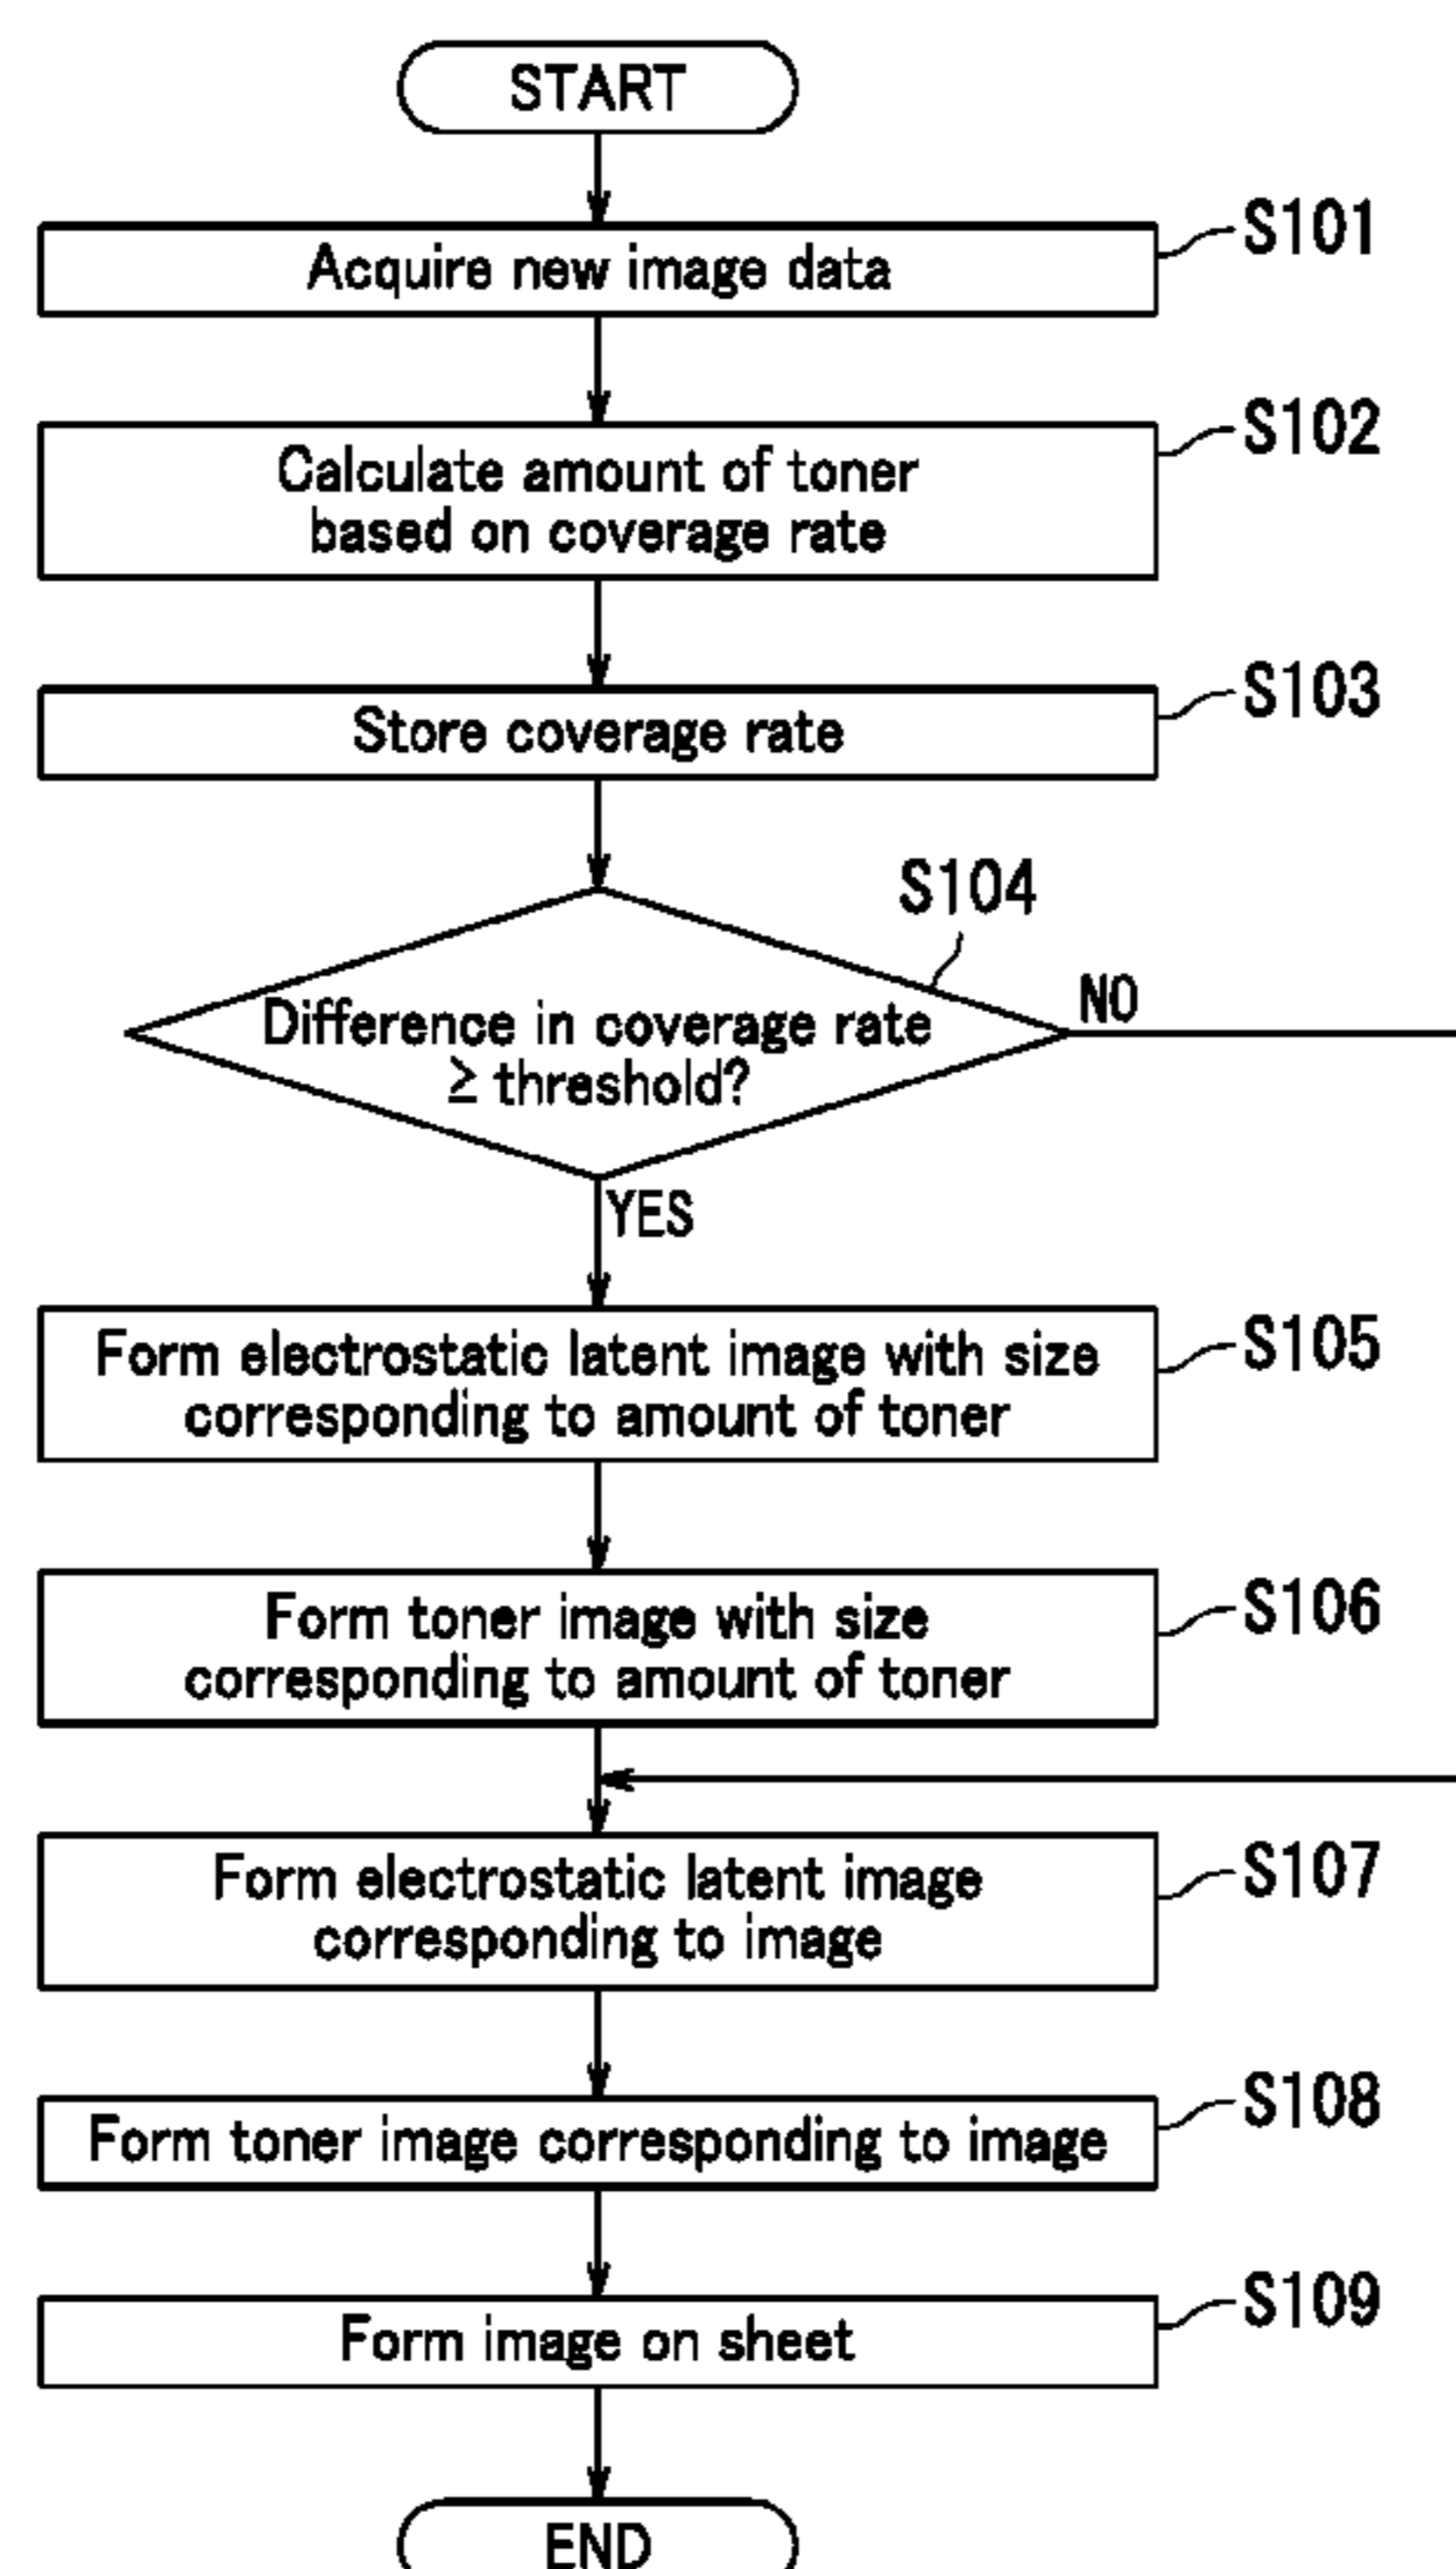 START
S101
Acquire new image data
S102
Calculate amount of toner
based on coverage rate
S103
Store coverage rate
S104
NO
Difference in coverage rate
≥ threshold?
YES
S105
Form electrostatic latent image with size
corresponding to amount of toner
S106
Form toner image with size
corresponding to amount of toner
S107
Form electrostatic latent image
corresponding to image
S108
Form toner image corresponding to image
S109
Form image on sheet
END